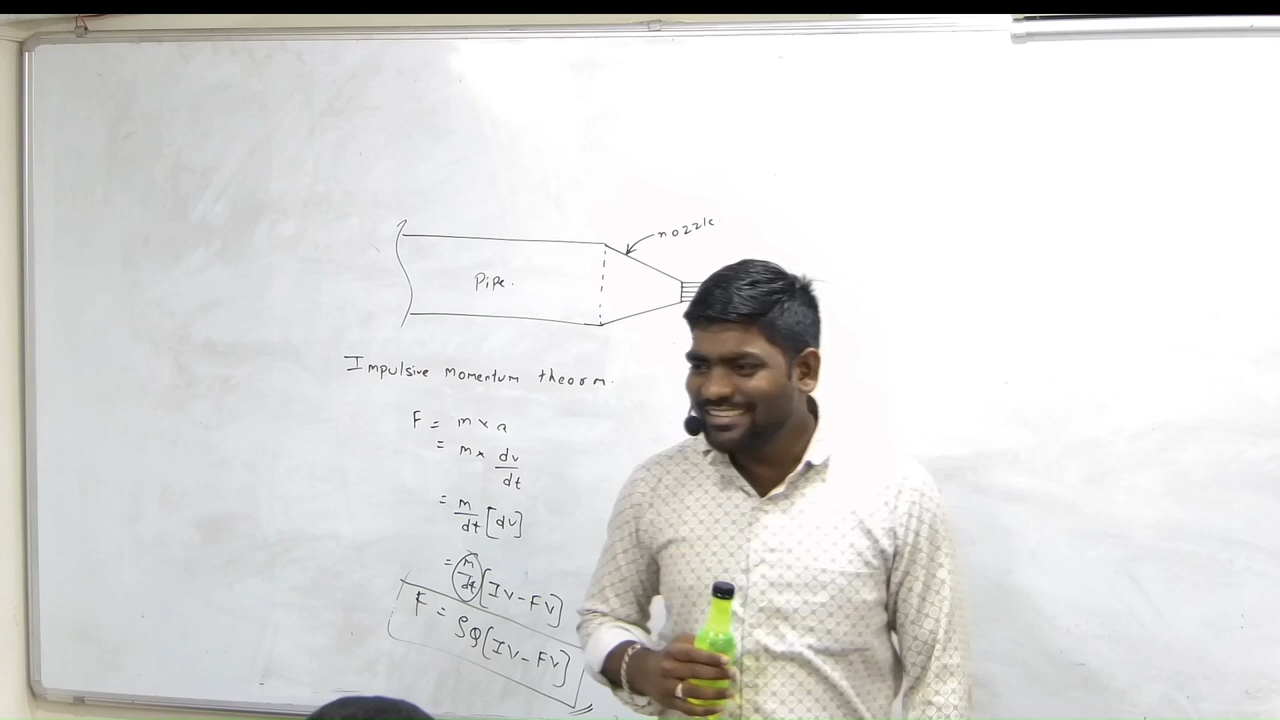 nozzle.
Pipe.
Impulsive Momentum theorm.
F = m × a
= m × dv/dt
= m/dt [dv]
= m/dt [IV - FV]
F = ρQ[IV - FV]